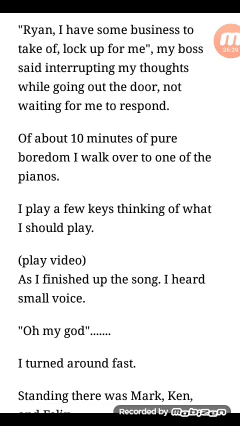 "Ryan, I have some business to
take of, lock up for me", my boss
said interrupting my thoughts
while going out the door, not
waiting for me to respond.
Of about 10 minutes of pure
boredom I walk over to one of the
pianos.
I play a few keys thinking of what
I should play.
(play video)
As I finished up the song. I heard
small voice.
"Oh my god".......
I turned around fast.
Standing there was Mark, Ken,
and Felix
Recorded by mobizen